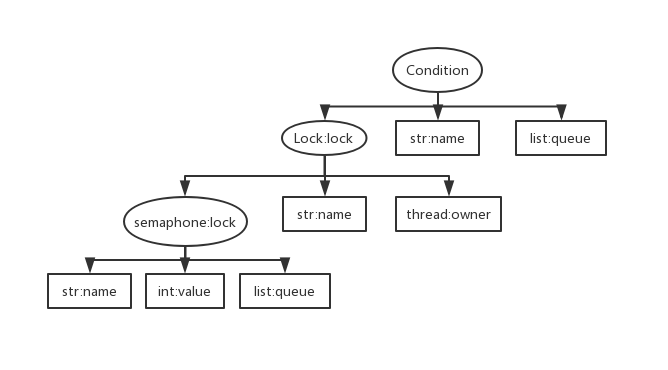 Condition
Lock:lock
str:name
list:queue
semaphone:lock
str:name
thread:owner
str:name
int:value
list:queue